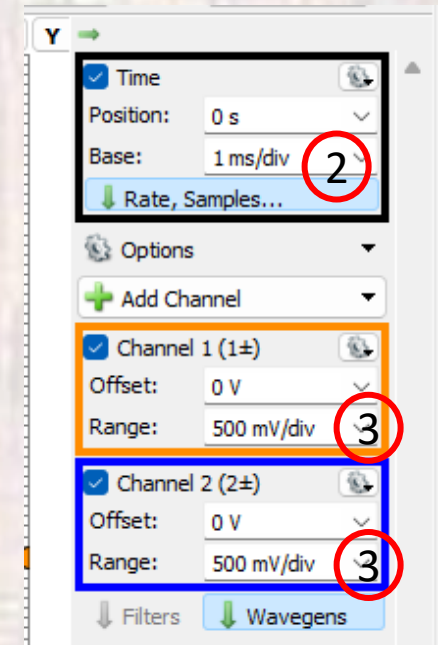 Y
Time
Position: 0 s
Base: 1 ms/div 2
Rate, Samples...
Options
Add Channel
Channel 1 (1±)
Offset: 0 V
Range: 500 mV/div 3
Channel 2 (2±)
Offset: 0 V
Range: 500 mV/div 3
Filters Wavegens